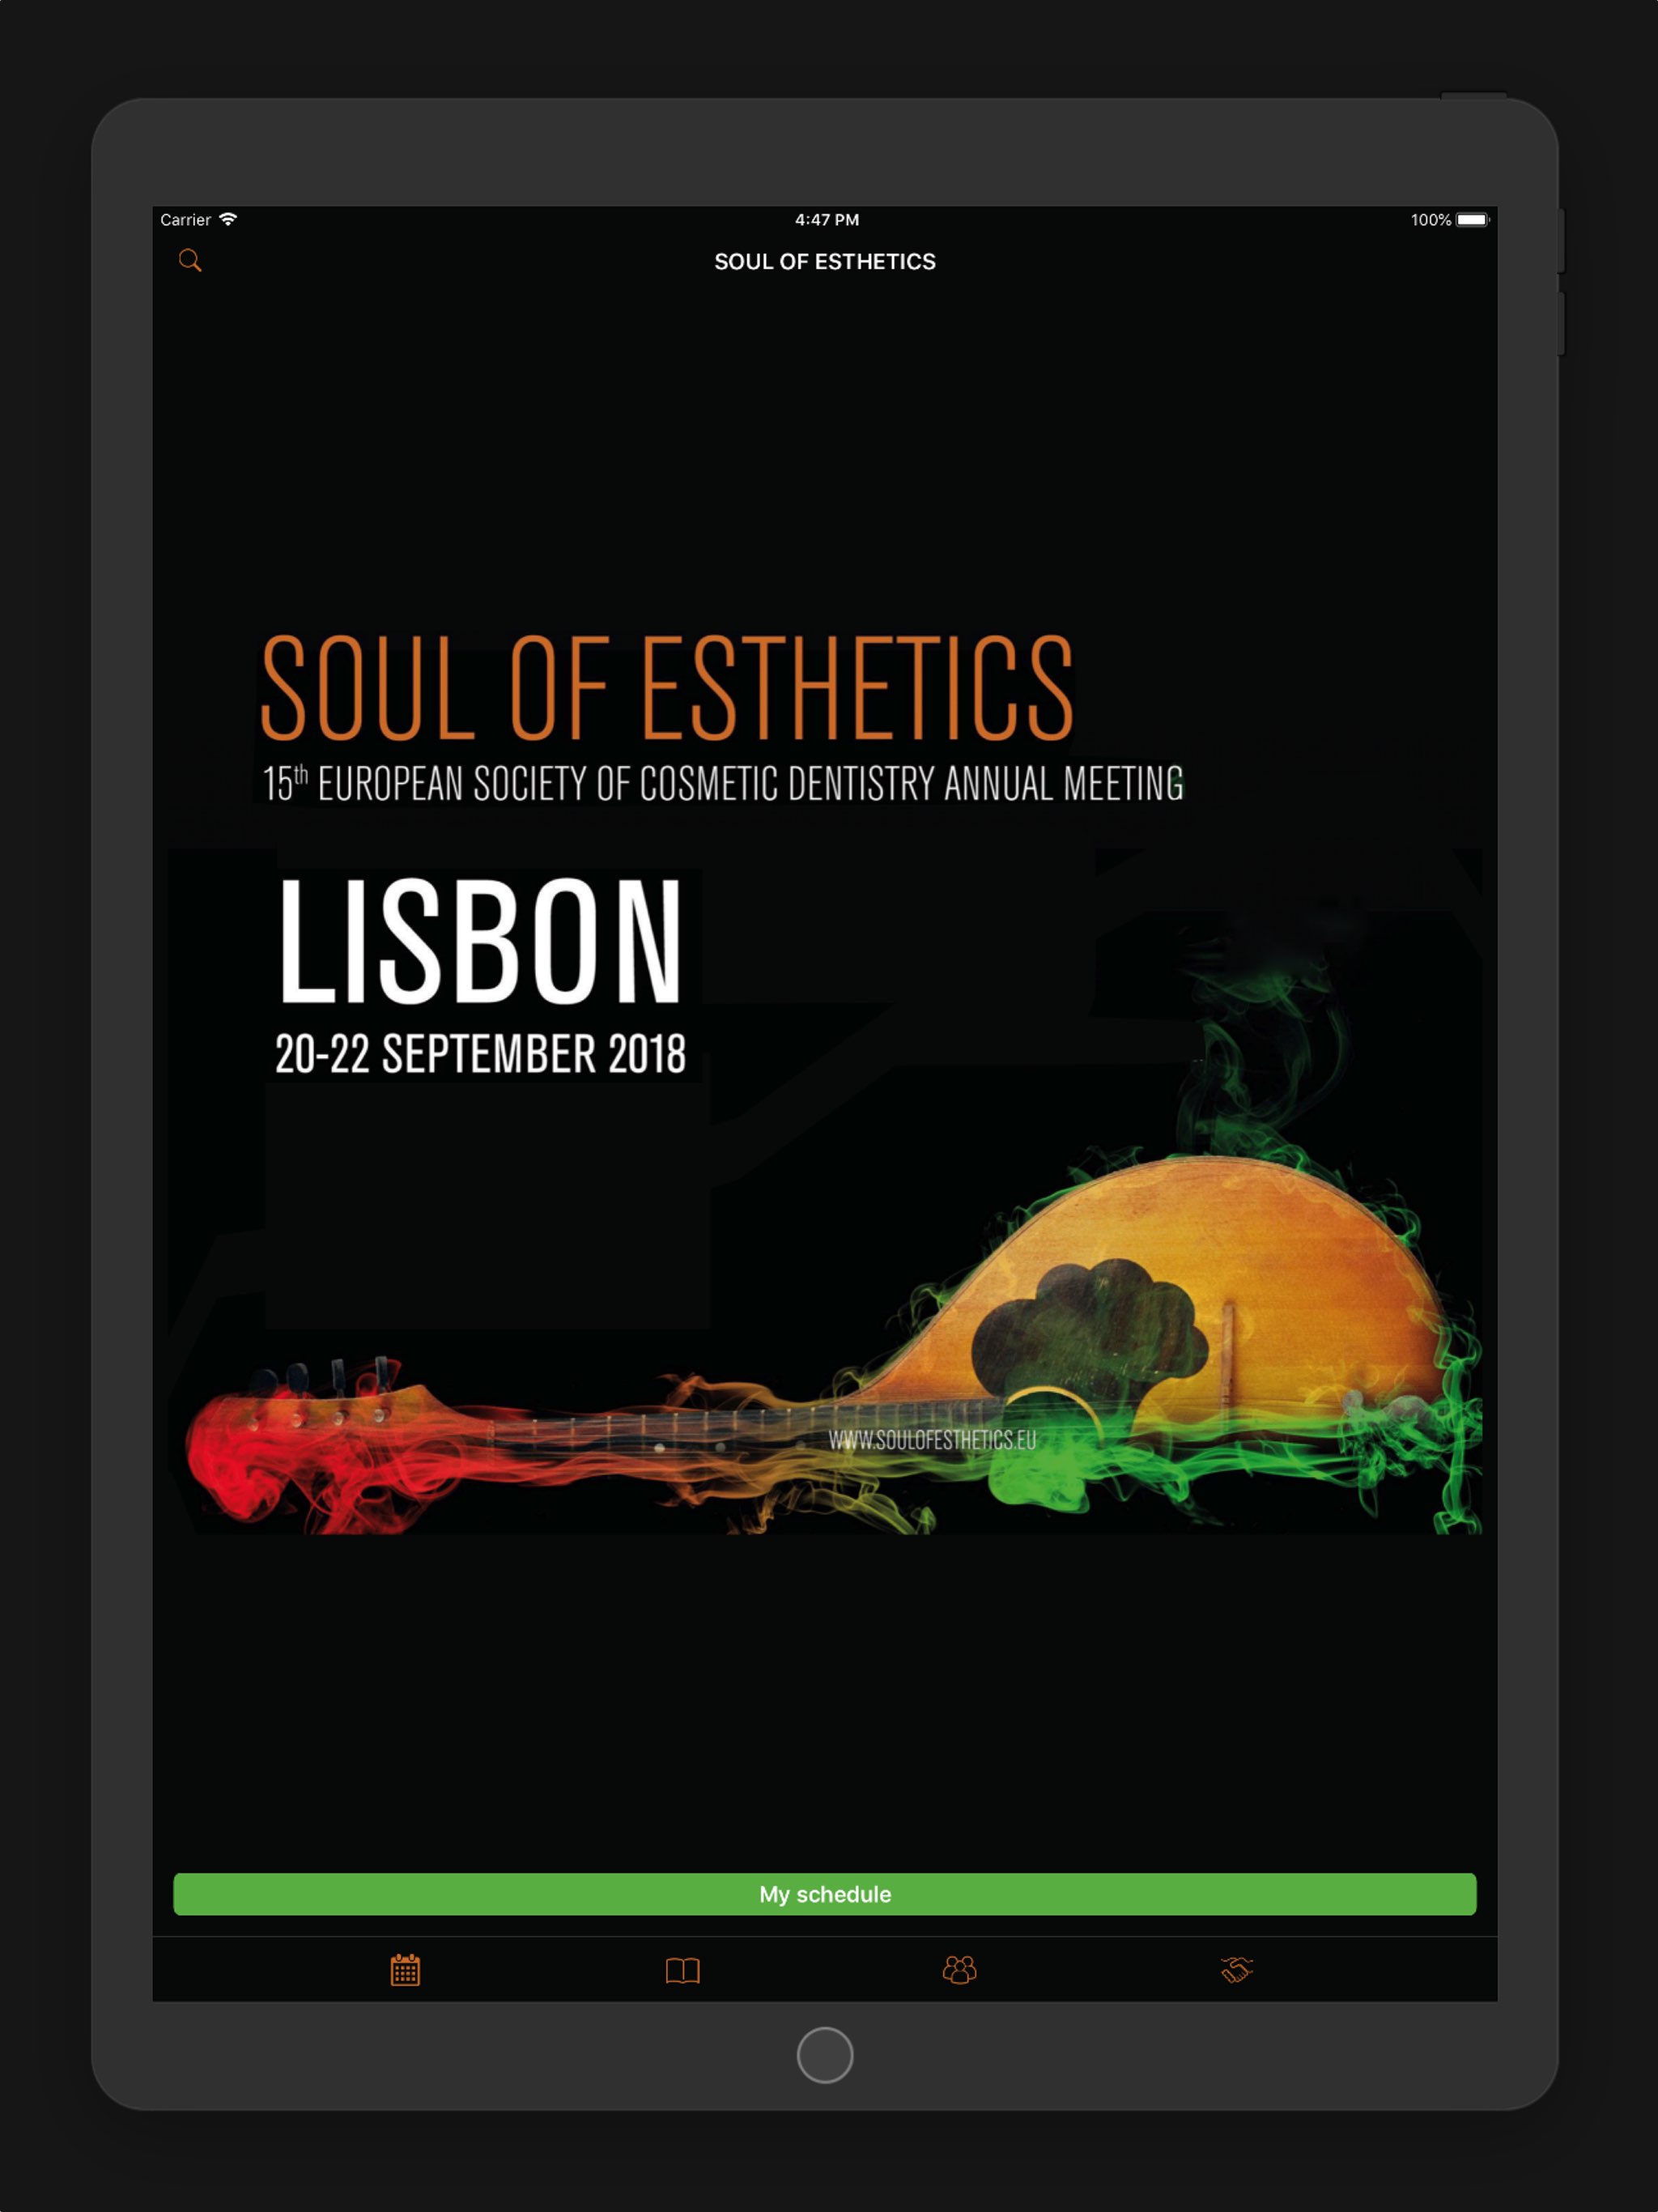 Carrier 4:47 PM 100%
SOUL OF ESTHETICS
SOUL OF ESTHETICS
15th EUROPEAN SOCIETY OF COSMETIC DENTISTRY ANNUAL MEETING
LISBON
20-22 SEPTEMBER 2018
WWW.SOULOFESTHETICS.EU
My schedule